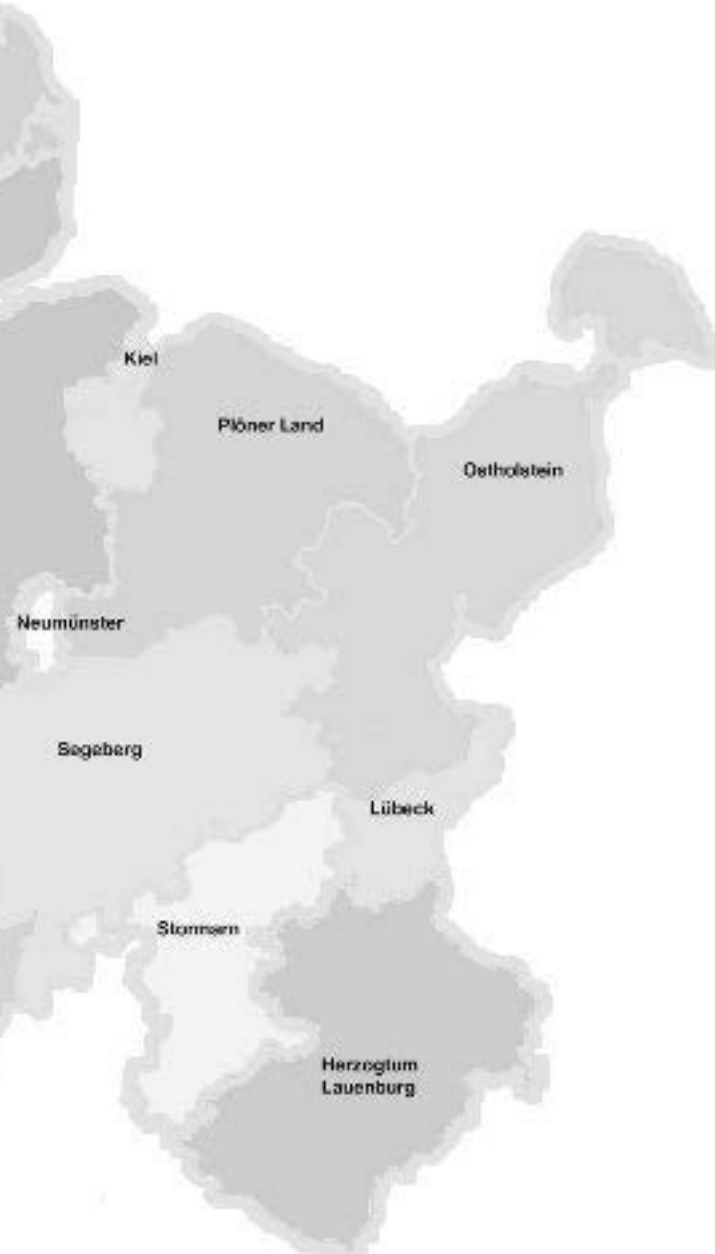 Kiel
Plöner Land
Ostholstein
Neumünster
Segeberg
Lübeck
Stormarn
Herzogtum
Lauenburg